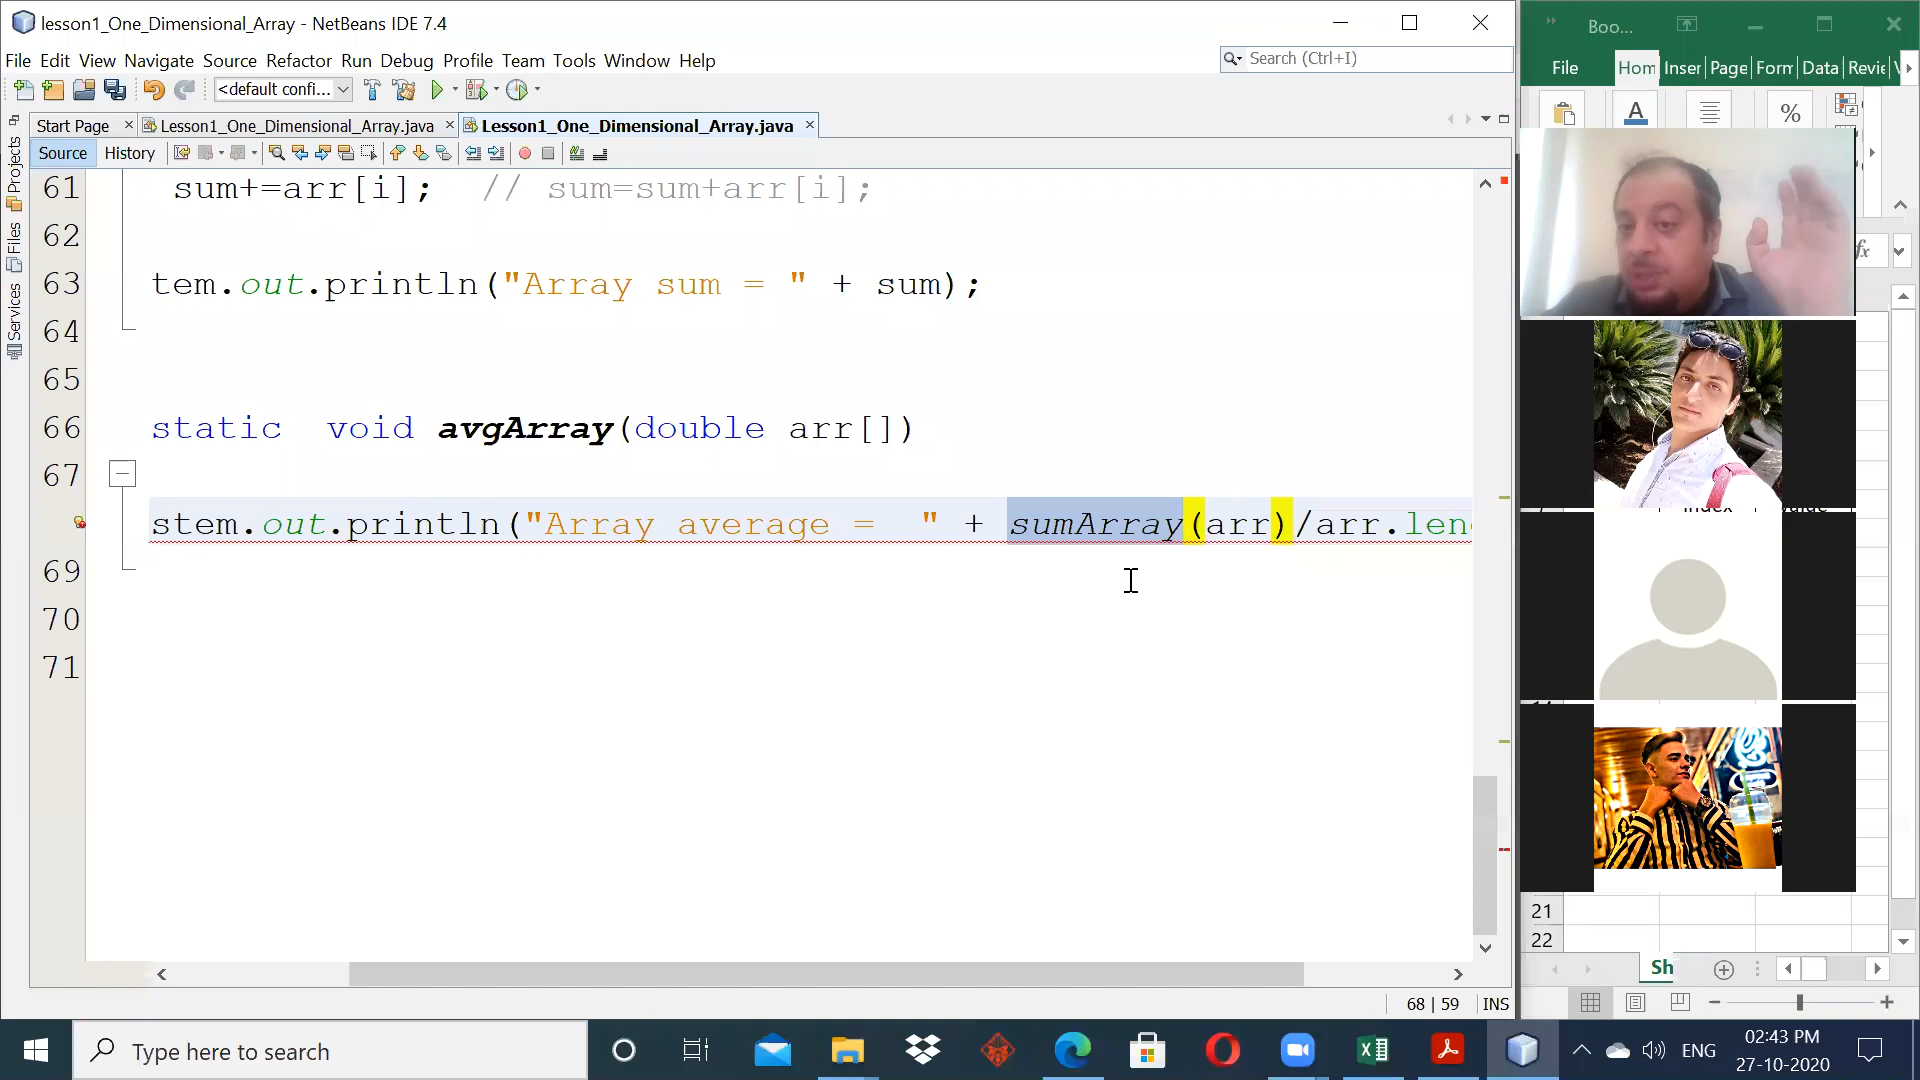 lesson1_One_Dimensional_Array - NetBeans IDE 7.4
File Edit View Navigate Source Refactor Run Debug Profile Team Tools Window Help
Search (Ctrl+I)
<default confi...
Start Page
Lesson1_One_Dimensional_Array.java
Lesson1_One_Dimensional_Array.java
Source History
Projects
Files
Services
61 sum+=arr[i]; // sum=sum+arr[i];
62
63 tem.out.println("Array sum = " + sum);
64
65
66 static void avgArray(double arr[])
67
stem.out.println("Array average = " + sumArray(arr)/arr.len
69
70
71
68 | 59 INS
Boo...
File Hom Inser Page Form Data Revie
A
%
fx
21
22
Sh
Type here to search
ENG
02:43 PM
27-10-2020